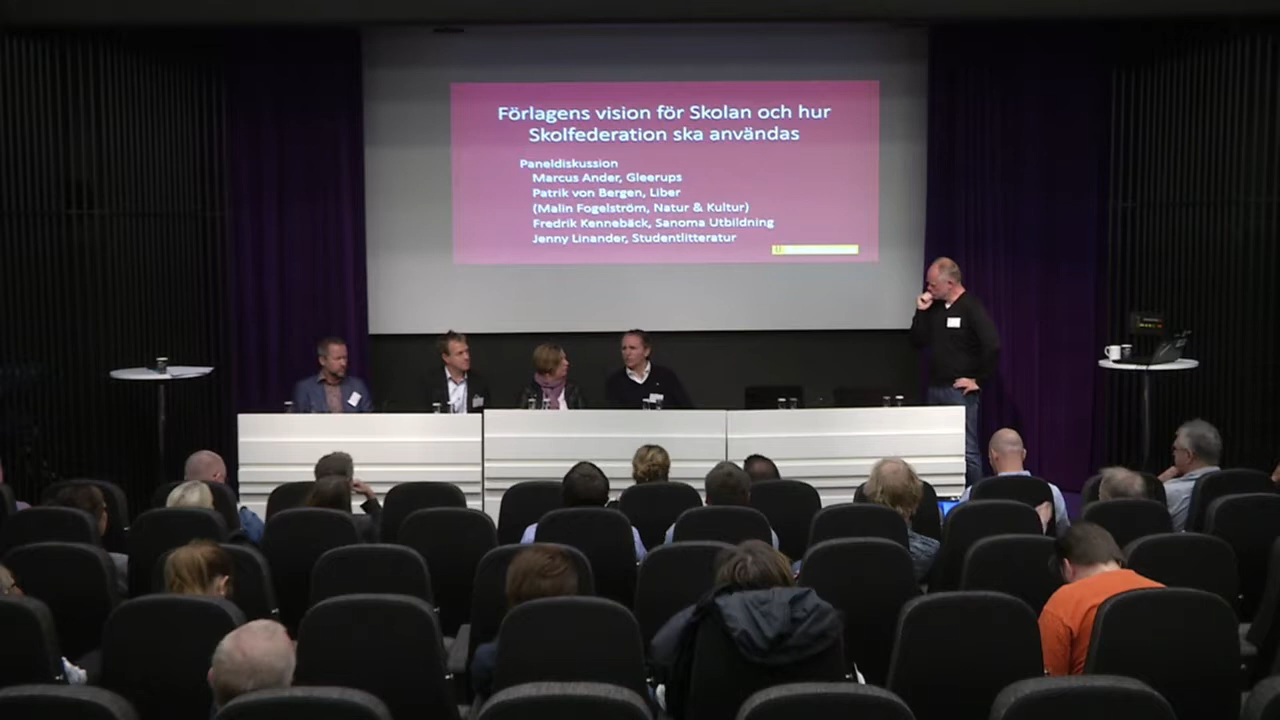 Förlagens vision för Skolan och hur
Skolfederation ska användas
Paneldiskussion
Marcus Ander, Gleerups
Patrik von Bergen, Liber
(Malin Fogelström, Natur & Kultur)
Fredrik Kennebäck, Sanoma Utbildning
Jenny Linander, Studentlitteratur